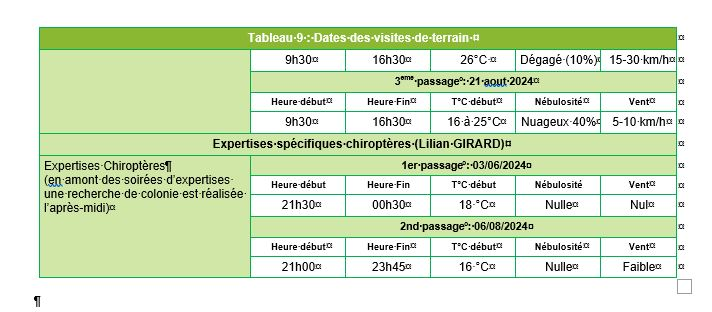 Tableau 9 : Dates des visites de terrain
9h30 16h30 26°C Dégagé (10%) 15-30 km/h
3ème passage : 21 aout 2024
Heure début Heure Fin T°C début Nébulosité Vent
9h30 16h30 16 à 25°C Nuageux 40% 5-10 km/h
Expertises spécifiques chiroptères (Lilian GIRARD)
Expertises Chiroptères¶
(en amont des soirées d'expertises
une recherche de colonie est réalisée
l'après-midi)
1er passage : 03/06/2024
Heure début Heure Fin T°C début Nébulosité Vent
21h30 00h30 18 °C Nulle Nul
2nd passage : 06/08/2024
Heure début Heure Fin T°C début Nébulosité Vent
21h00 23h45 16 °C Nulle Faible
¶